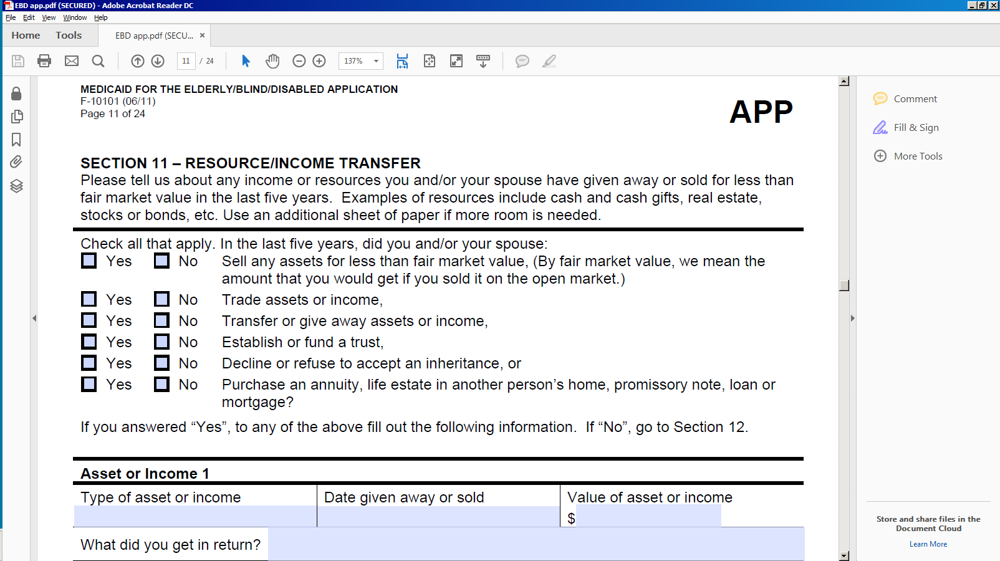 EBD app.pdf (SECURED) - Adobe Acrobat Reader DC
File Edit View Window Help
Home Tools EBD app.pdf (SECU... ×
11 / 24 137%
MEDICAID FOR THE ELDERLY/BLIND/DISABLED APPLICATION
F-10101 (06/11)
Page 11 of 24
APP
SECTION 11 – RESOURCE/INCOME TRANSFER
Please tell us about any income or resources you and/or your spouse have given away or sold for less than
fair market value in the last five years.  Examples of resources include cash and cash gifts, real estate,
stocks or bonds, etc. Use an additional sheet of paper if more room is needed.
Check all that apply. In the last five years, did you and/or your spouse:
Yes No Sell any assets for less than fair market value, (By fair market value, we mean the
amount that you would get if you sold it on the open market.)
Yes No Trade assets or income,
Yes No Transfer or give away assets or income,
Yes No Establish or fund a trust,
Yes No Decline or refuse to accept an inheritance, or
Yes No Purchase an annuity, life estate in another person’s home, promissory note, loan or
mortgage?
If you answered “Yes”, to any of the above fill out the following information.  If “No”, go to Section 12.
Asset or Income 1
Type of asset or income Date given away or sold Value of asset or income
$
What did you get in return?
Comment
Fill & Sign
More Tools
Store and share files in the
Document Cloud
Learn More